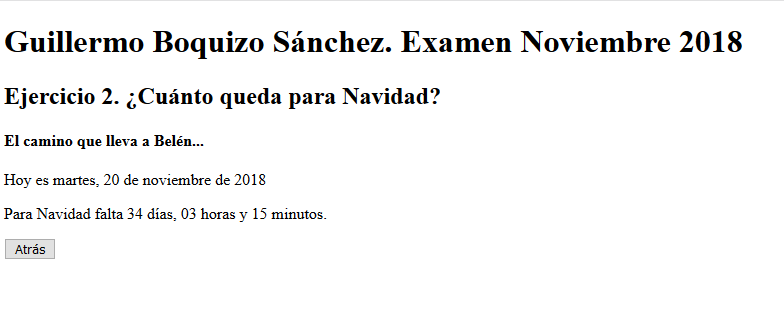 Guillermo Boquizo Sánchez. Examen Noviembre 2018
Ejercicio 2. ¿Cuánto queda para Navidad?
El camino que lleva a Belén...
Hoy es martes, 20 de noviembre de 2018
Para Navidad falta 34 días, 03 horas y 15 minutos.
Atrás